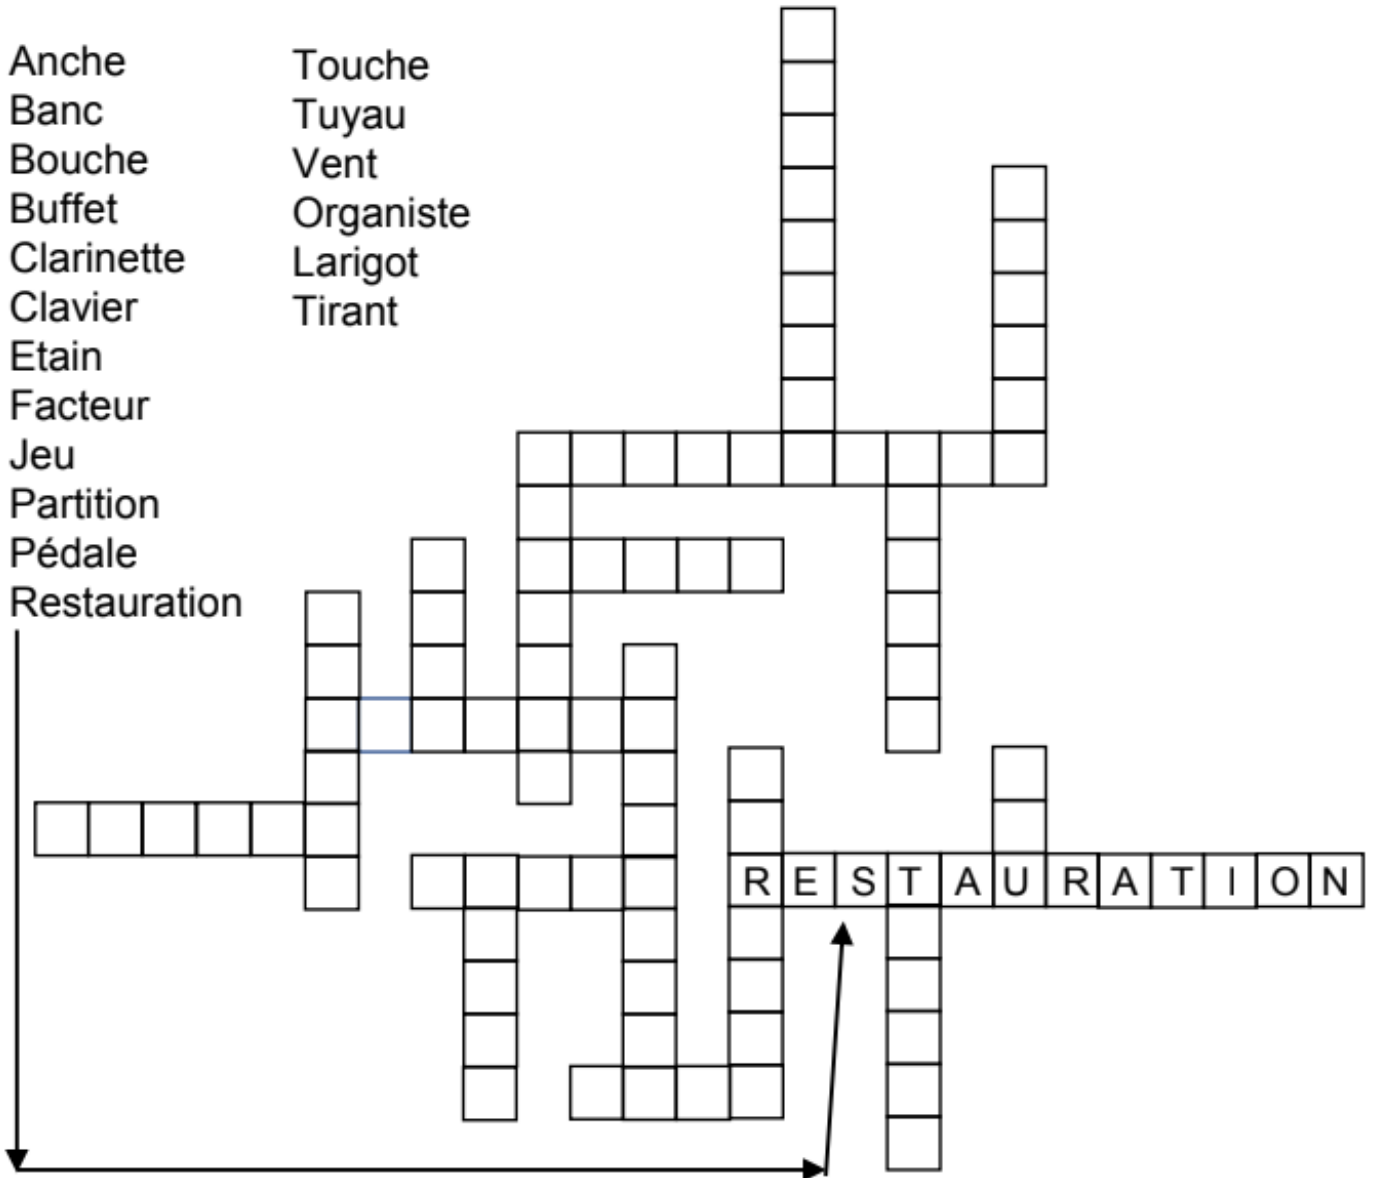 Anche
Banc
Bouche
Buffet
Clarinette
Clavier
Etain
Facteur
Jeu
Partition
Pédale
Restauration
Touche
Tuyau
Vent
Organiste
Larigot
Tirant
RESTAURATION